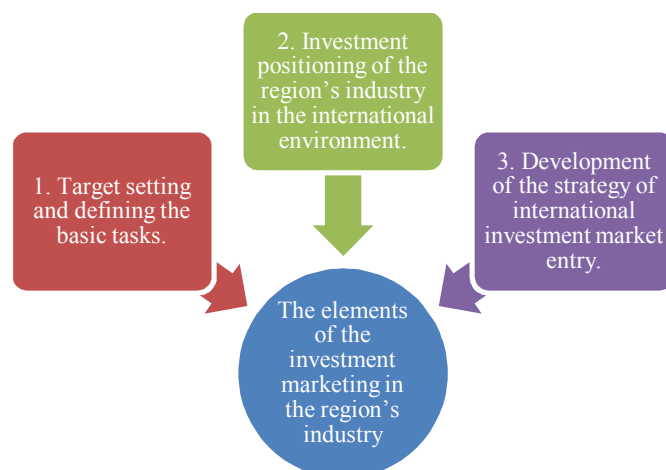 1. Target setting
and defining the
basic tasks.
2. Investment
positioning of the
region’s industry
in the international
environment.
3. Development
of the strategy of
international
investment market
entry.
The elements
of the
investment
marketing in
the region’s
industry